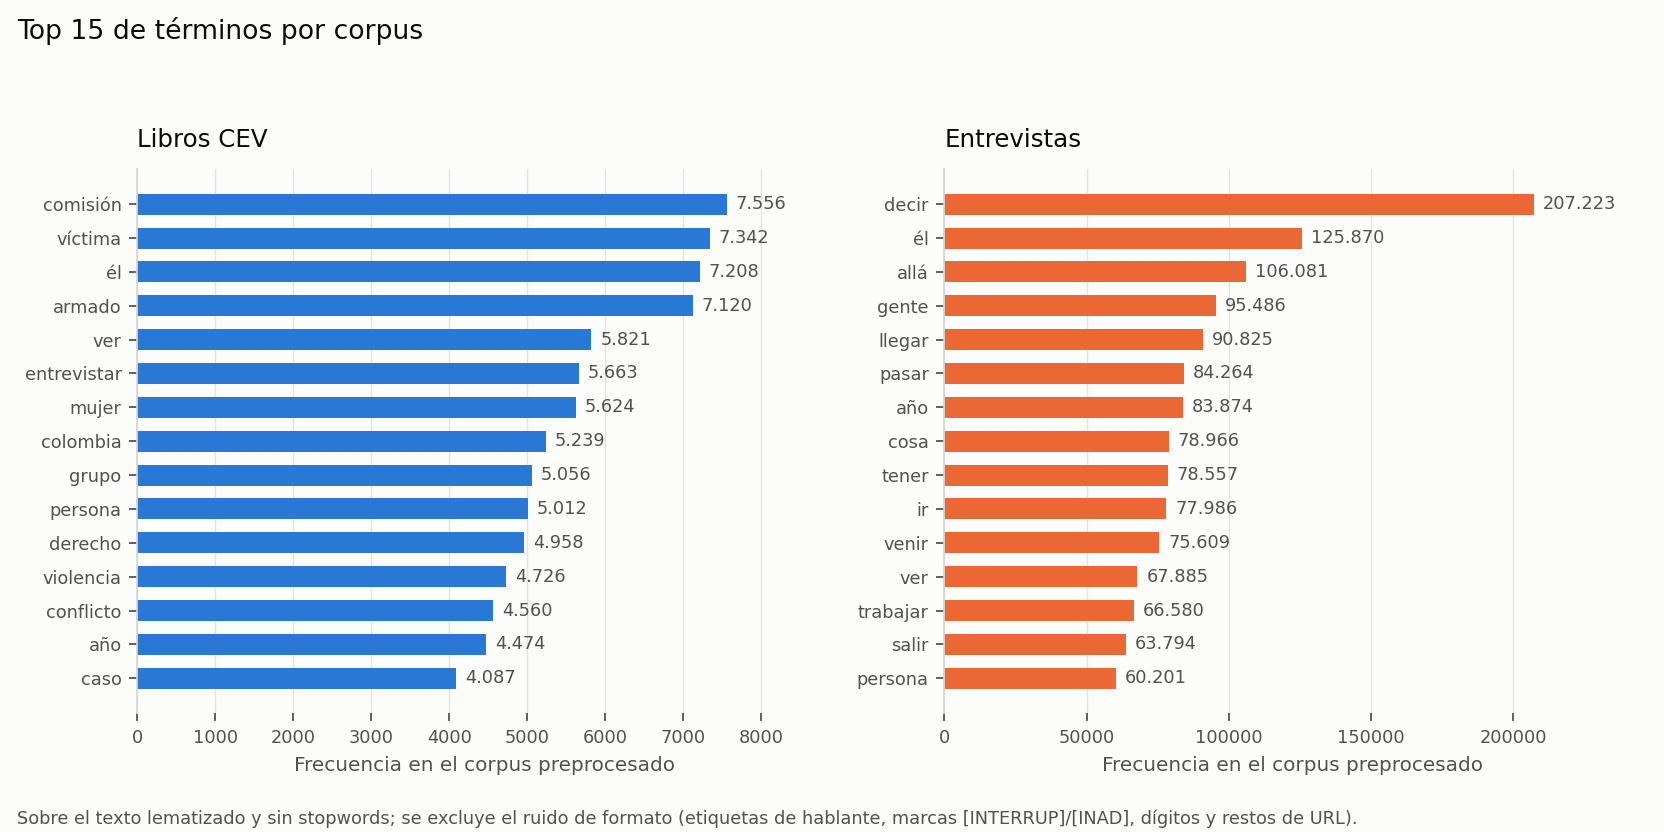 Top 15 de términos por corpus
Libros CEV
comisión 7.556
víctima 7.342
él 7.208
armado 7.120
ver 5.821
entrevistar 5.663
mujer 5.624
colombia 5.239
grupo 5.056
persona 5.012
derecho 4.958
violencia 4.726
conflicto 4.560
año 4.474
caso 4.087
0 1000 2000 3000 4000 5000 6000 7000 8000
Frecuencia en el corpus preprocesado
Entrevistas
decir 207.223
él 125.870
allá 106.081
gente 95.486
llegar 90.825
pasar 84.264
año 83.874
cosa 78.966
tener 78.557
ir 77.986
venir 75.609
ver 67.885
trabajar 66.580
salir 63.794
persona 60.201
0 50000 100000 150000 200000
Frecuencia en el corpus preprocesado
Sobre el texto lematizado y sin stopwords; se excluye el ruido de formato (etiquetas de hablante, marcas [INTERRUP]/[INAD], dígitos y restos de URL).